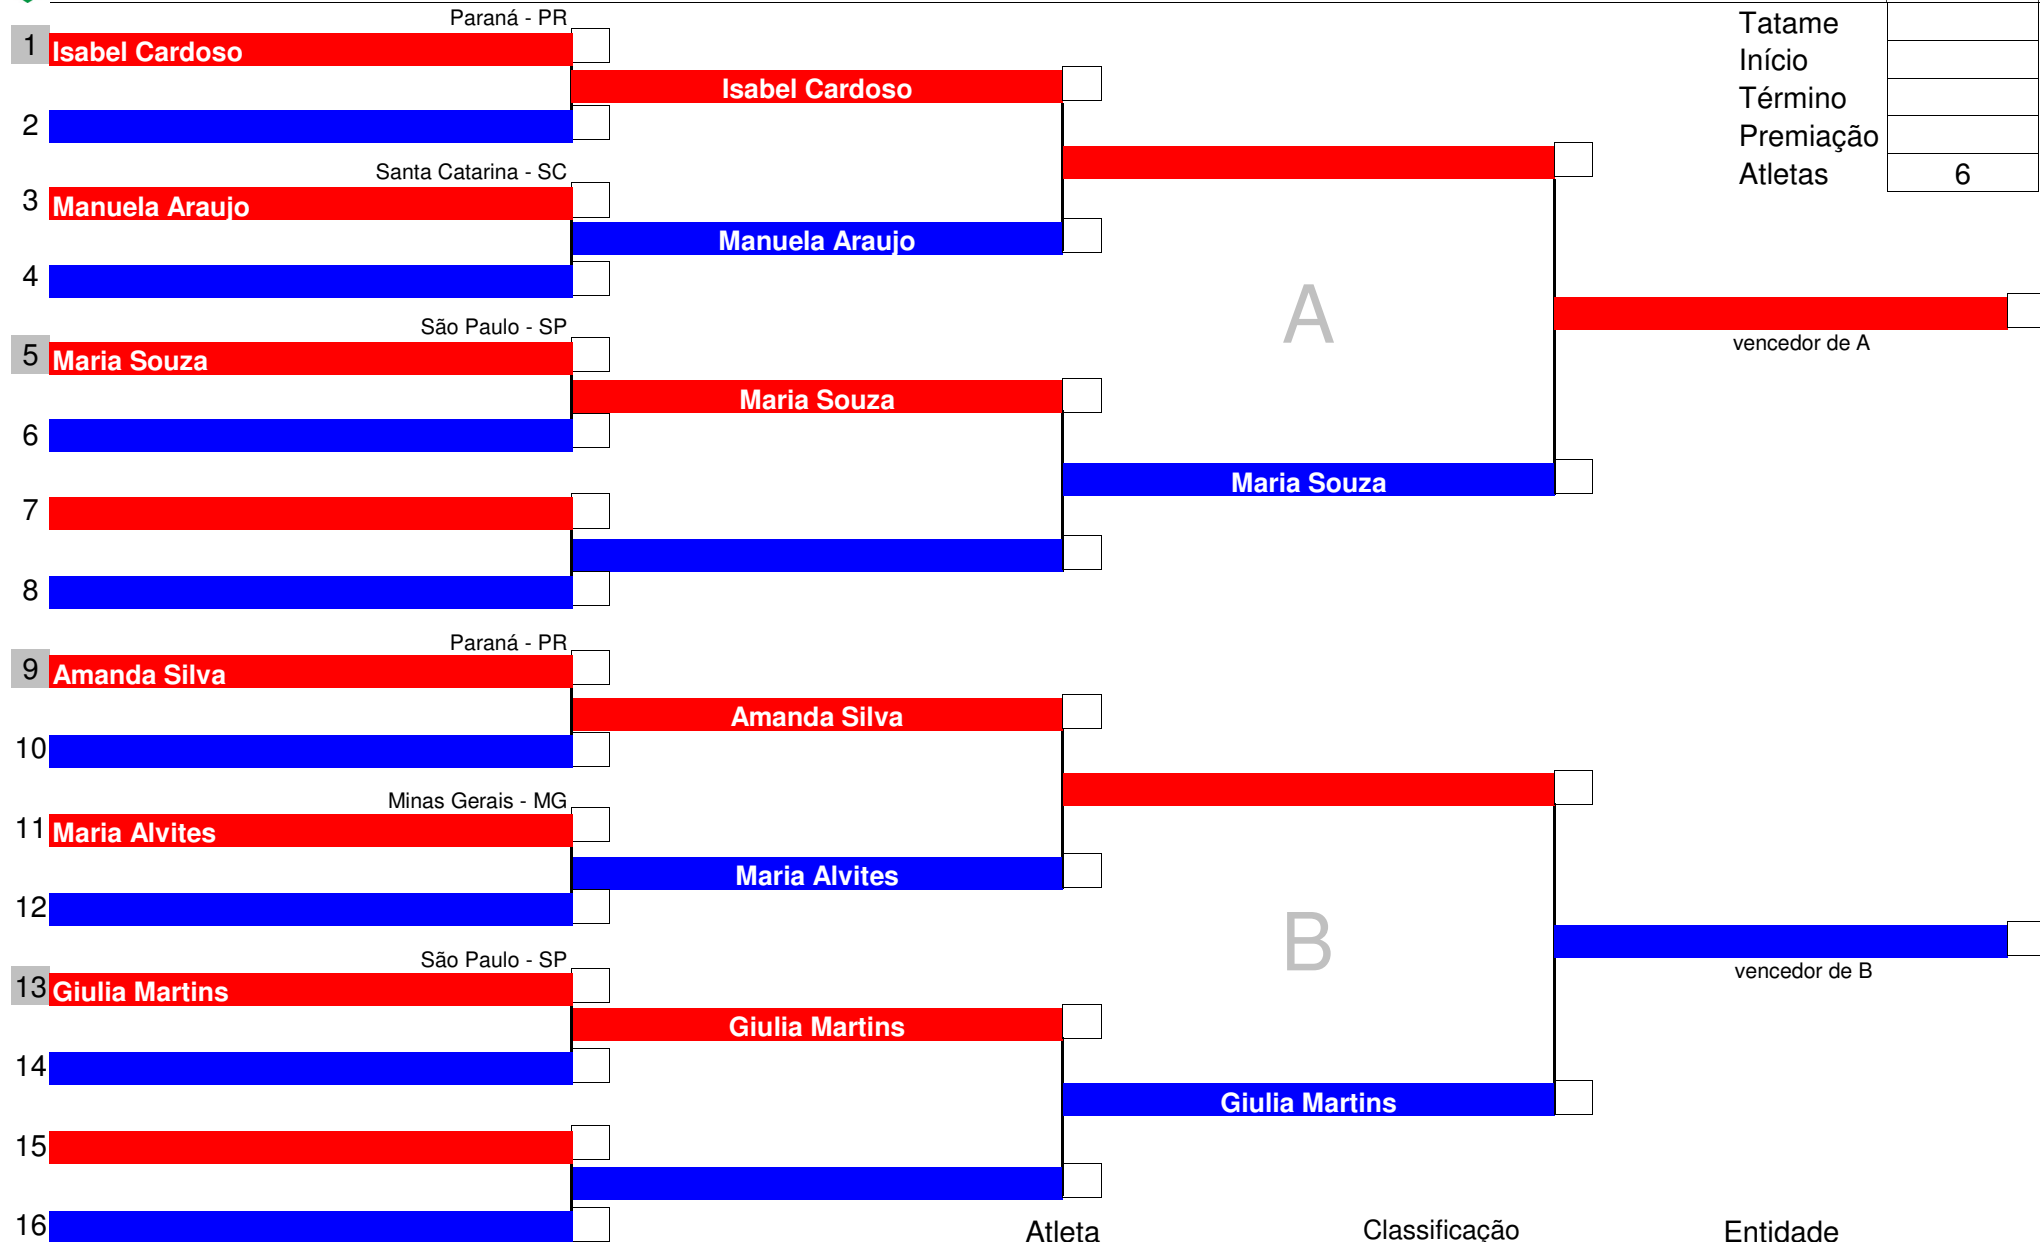 Paraná - PR
1 Isabel Cardoso
Isabel Cardoso
2
Santa Catarina - SC
3 Manuela Araujo
Manuela Araujo
4
São Paulo - SP
5 Maria Souza
Maria Souza
6
Maria Souza
7
8
A
vencedor de A
Tatame
Início
Término
Premiação
Atletas 6
Paraná - PR
9 Amanda Silva
Amanda Silva
10
Minas Gerais - MG
11 Maria Alvites
Maria Alvites
12
São Paulo - SP
13 Giulia Martins
Giulia Martins
14
Giulia Martins
15
16
B
vencedor de B
Atleta Classificação Entidade